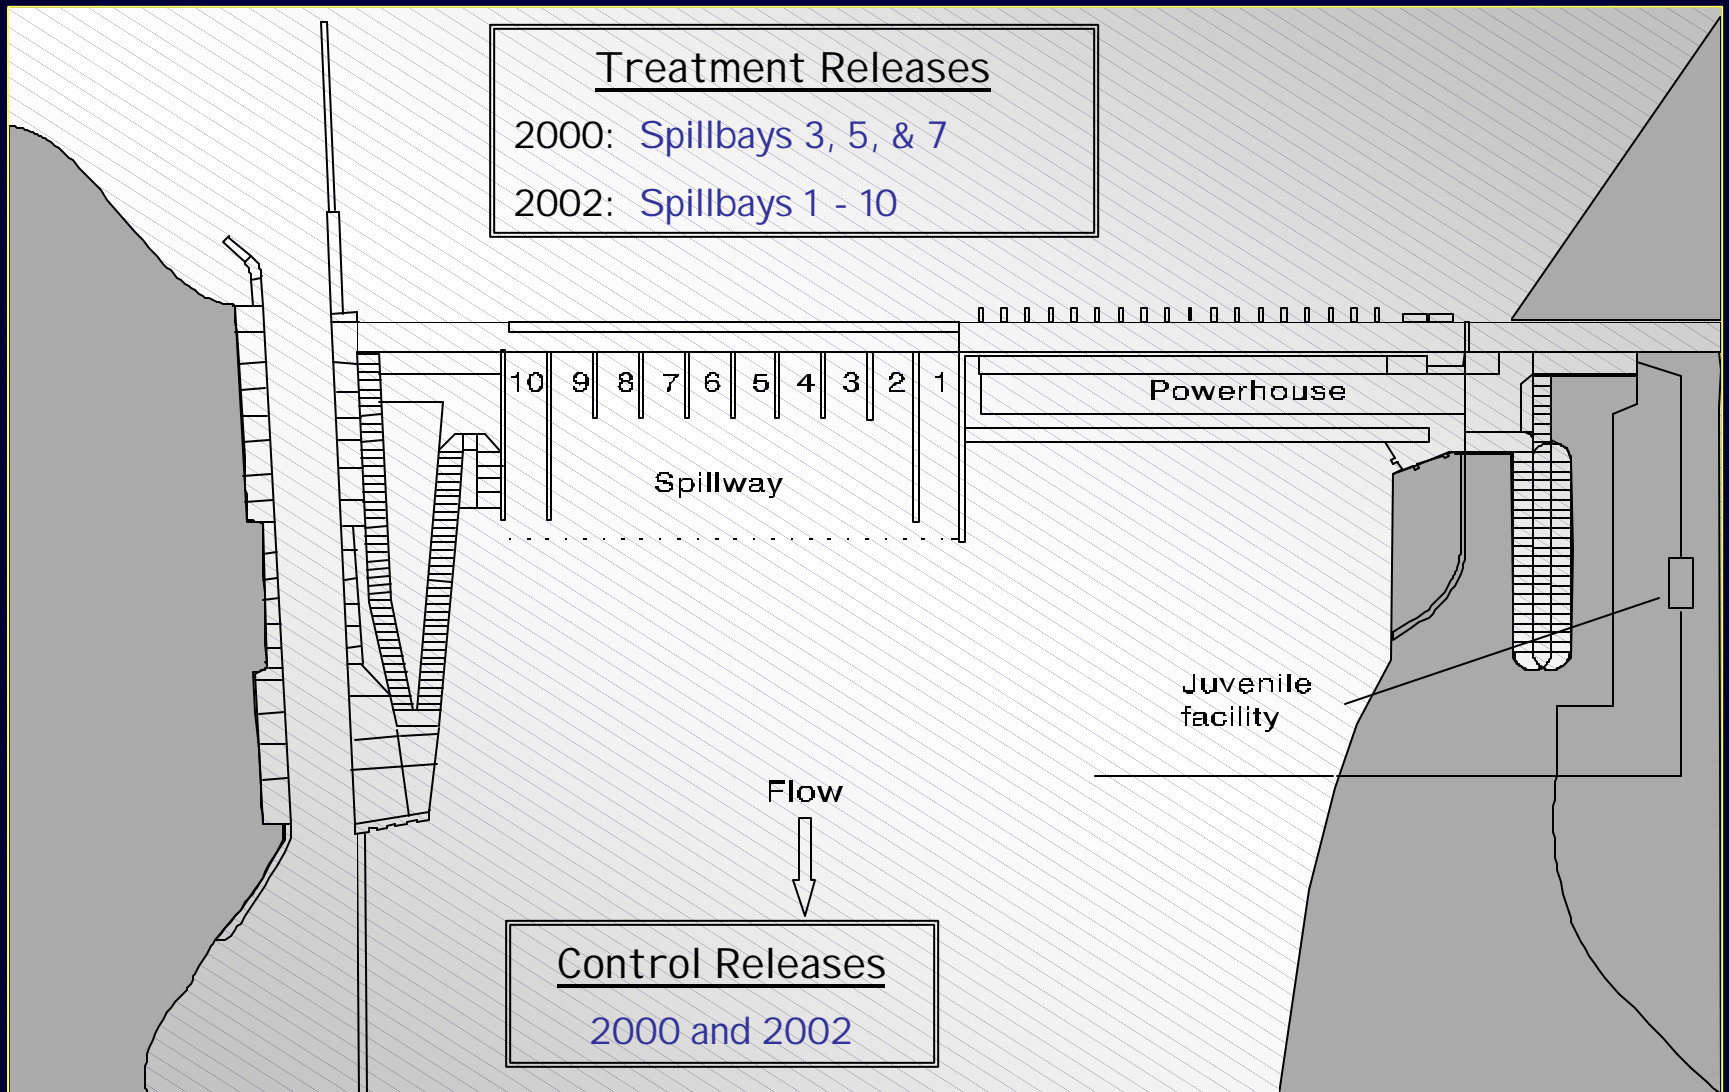 Treatment Releases
2000: Spillbays 3, 5, & 7
2002: Spillbays 1 - 10
10 9 8 7 6 5 4 3 2 1
Powerhouse
Spillway
Juvenile
facility
Flow
Control Releases
2000 and 2002